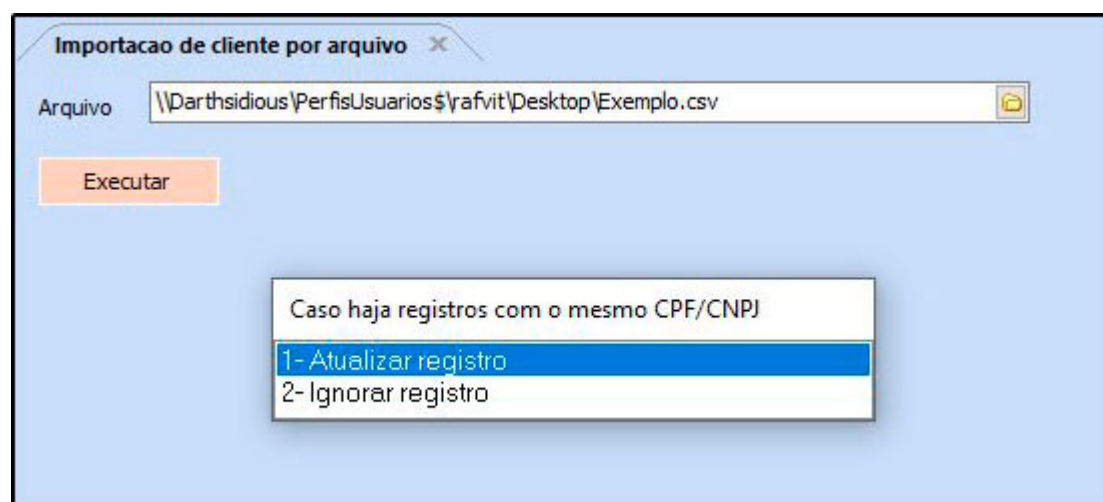 Importacao de cliente por arquivo
Arquivo \\Darthsidious\PerfisUsuarios$\rafvit\Desktop\Exemplo.csv
Executar
Caso haja registros com o mesmo CPF/CNPJ
1- Atualizar registro
2- Ignorar registro